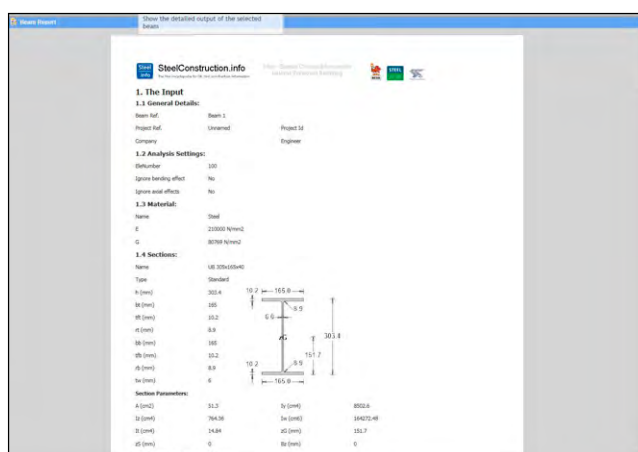 Beam Report
Show the detailed output of the selected
beam
Steel
info
SteelConstruction.info
1. The Input
1.1 General Details:
Beam Ref. Beam 1
Project Ref. Unnamed Project Id
Company Engineer
1.2 Analysis Settings:
EleNumber 100
Ignore bending effect No
Ignore axial effects No
1.3 Material:
Name Steel
E 210000 N/mm2
G 80769 N/mm2
1.4 Sections:
Name UB 305x165x40
Type Standard
h (mm) 303.4
bt (mm) 165
tft (mm) 10.2
rt (mm) 8.9
bb (mm) 165
tfb (mm) 10.2
rb (mm) 8.9
tw (mm) 6
10.2 165.0
8.9
6.0
G
303.4
151.7
10.2
8.9
165.0
Section Parameters:
A (cm2) 51.3 Iy (cm4) 8502.6
Iz (cm4) 764.36 Iw (cm6) 164272.48
It (cm4) 14.84 zG (mm) 151.7
zS (mm) 0 Bz (mm) 0